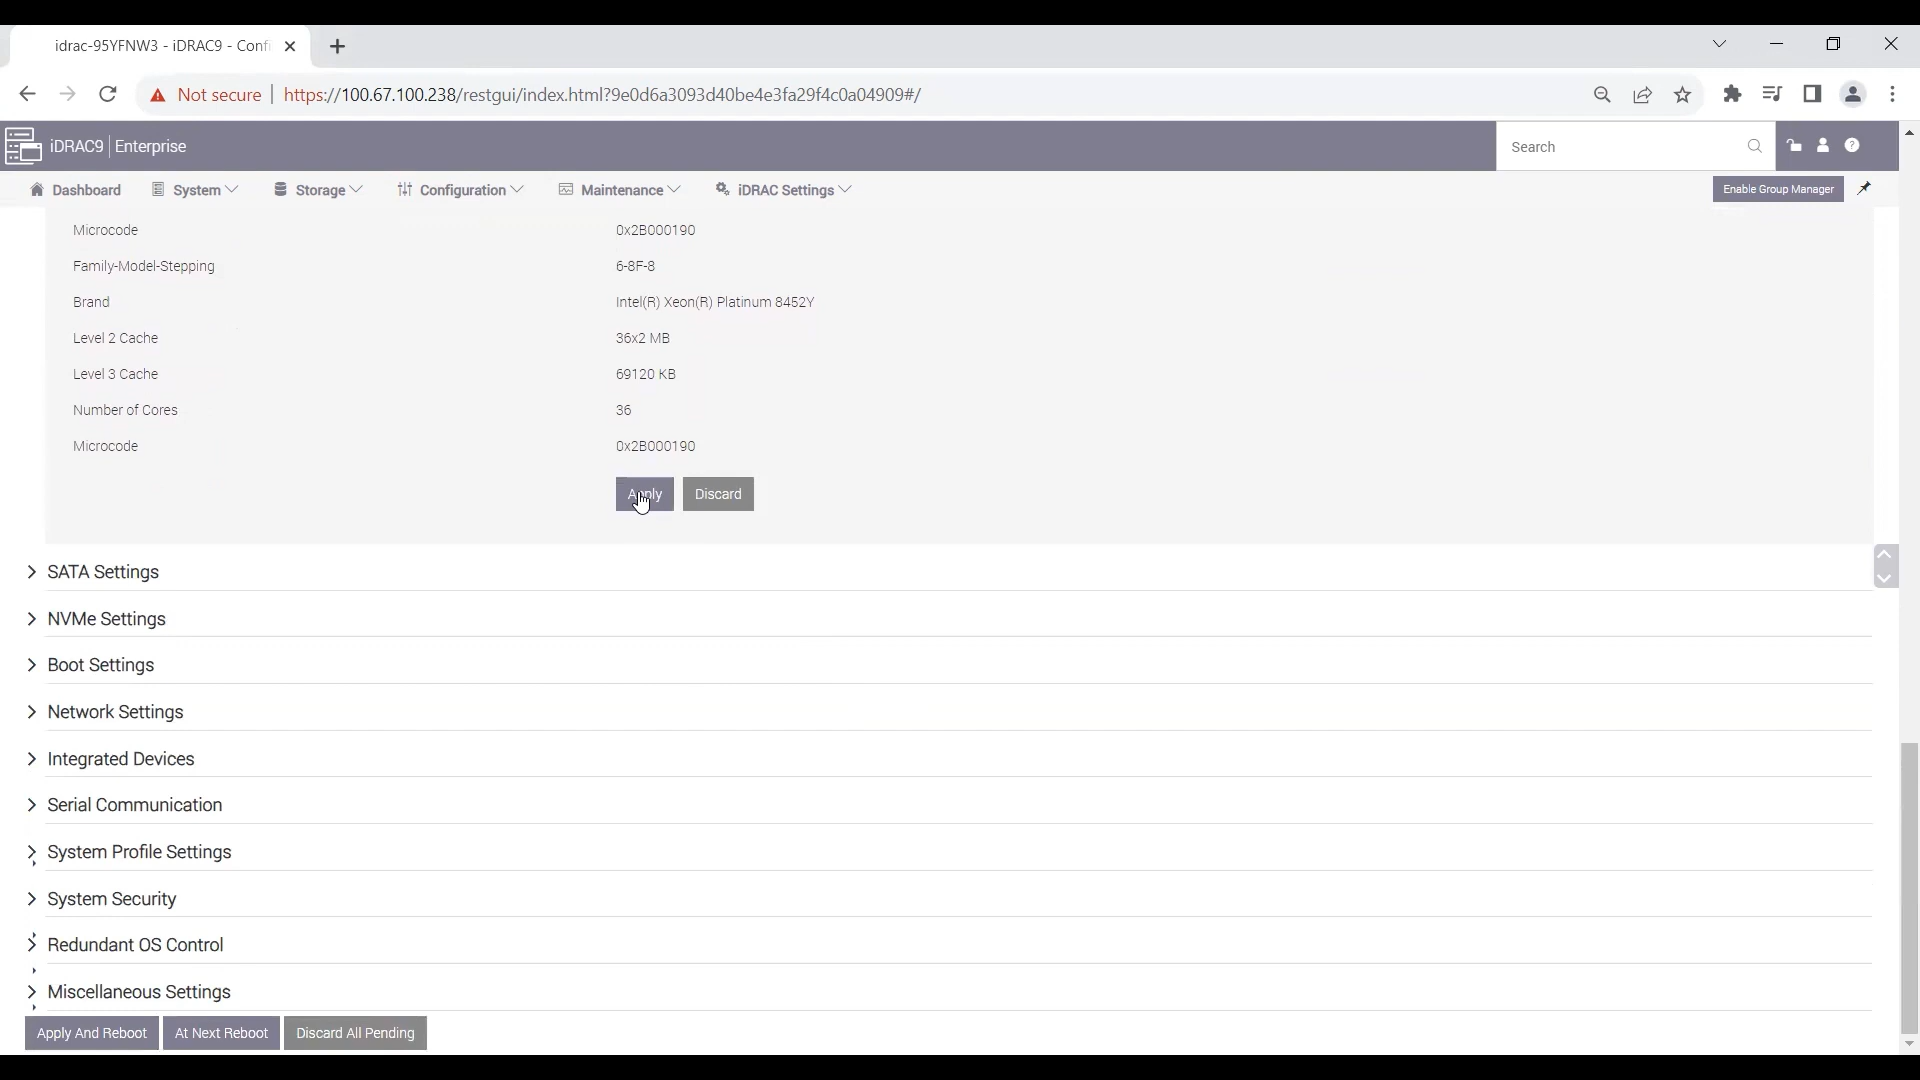 idrac-95YFNW3 - iDRAC9 - Confi
Not secure https://100.67.100.238/restgui/index.html?9e0d6a3093d40be4e3fa29f4c0a04909#/
iDRAC9 Enterprise Search
Dashboard System Storage Configuration Maintenance iDRAC Settings Enable Group Manager
Microcode 0x2B000190
Family-Model-Stepping 6-8F-8
Brand Intel(R) Xeon(R) Platinum 8452Y
Level 2 Cache 36x2 MB
Level 3 Cache 69120 KB
Number of Cores 36
Microcode 0x2B000190
Apply Discard
SATA Settings
NVMe Settings
Boot Settings
Network Settings
Integrated Devices
Serial Communication
System Profile Settings
System Security
Redundant OS Control
Miscellaneous Settings
Apply And Reboot At Next Reboot Discard All Pending